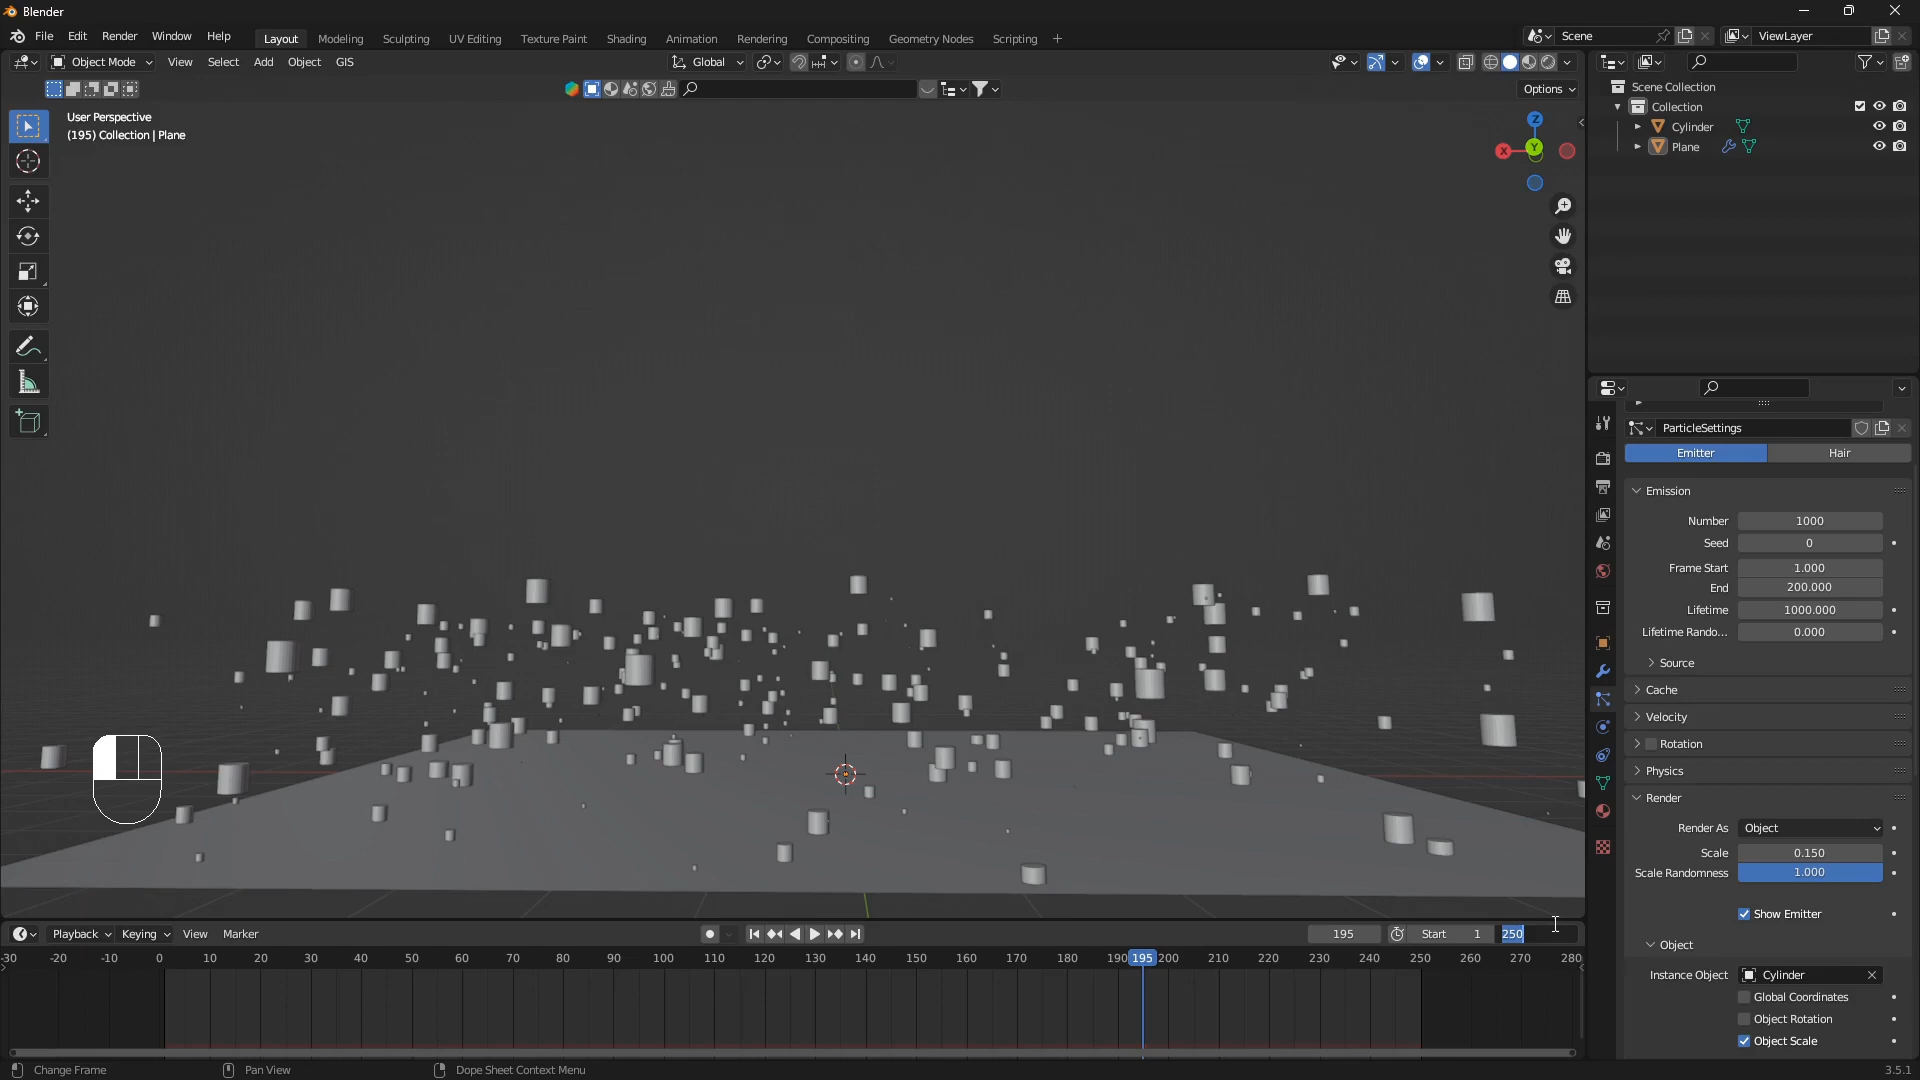 Blender
File Edit Render Window Help Layout Modeling Sculpting UV Editing Texture Paint Shading Animation Rendering Compositing Geometry Nodes Scripting + Scene ViewLayer
Object Mode View Select Add Object GIS Global
Options
User Perspective
(195) Collection | Plane
Z
X
Y
Scene Collection
Collection
Cylinder
Plane
ParticleSettings
Emitter Hair
Emission
Number 1000
Seed 0
Frame Start 1.000
End 200.000
Lifetime 1000.000
Lifetime Rando... 0.000
Source
Cache
Velocity
Rotation
Physics
Render
Render As Object
Scale 0.150
Scale Randomness 1.000
Show Emitter
Object
Instance Object Cylinder
Global Coordinates
Object Rotation
Object Scale
Playback Keying View Marker 195 Start 1 250
-30 -20 -10 0 10 20 30 40 50 60 70 80 90 100 110 120 130 140 150 160 170 180 190 195 200 210 220 230 240 250 260 270 280
Change Frame Pan View Dope Sheet Context Menu 3.5.1